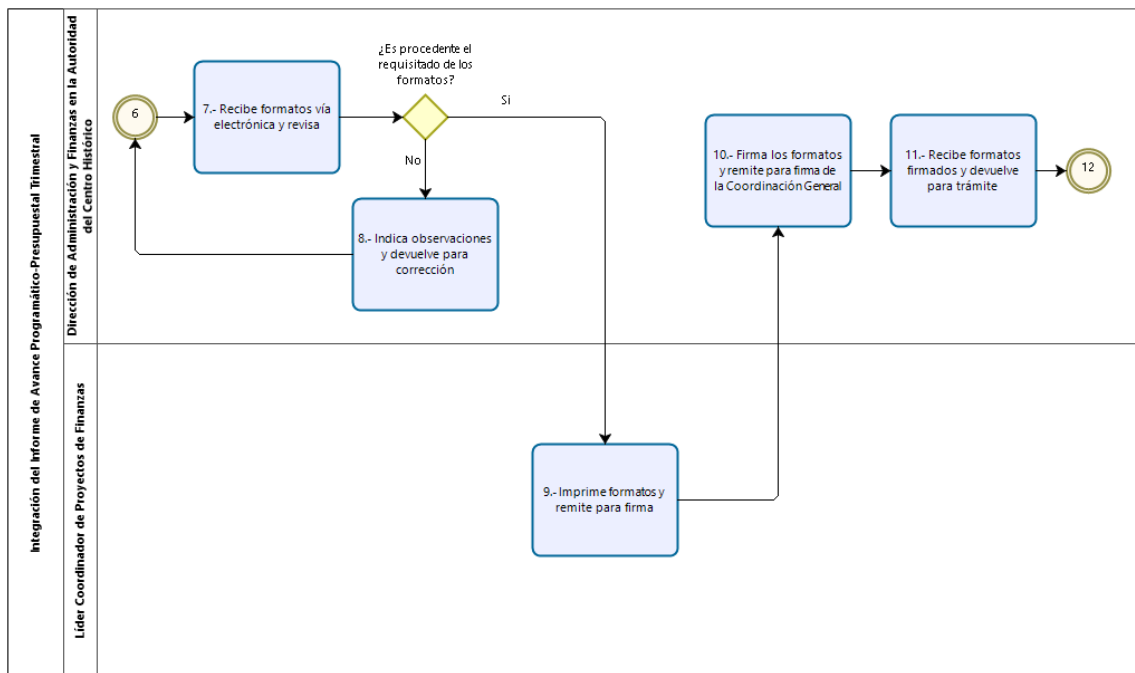 Integración del Informe de Avance Programático-Presupuestal Trimestral
Dirección de Administración y Finanzas en la Autoridad
del Centro Histórico
6
7.- Recibe formatos vía
electrónica y revisa
¿Es procedente el
requisitado de los
formatos?
Si
No
8.- Indica observaciones
y devuelve para
corrección
10.- Firma los formatos
y remite para firma de
la Coordinación General
11.- Recibe formatos
firmados y devuelve
para trámite
12
Líder Coordinador de Proyectos de Finanzas
9.- Imprime formatos y
remite para firma